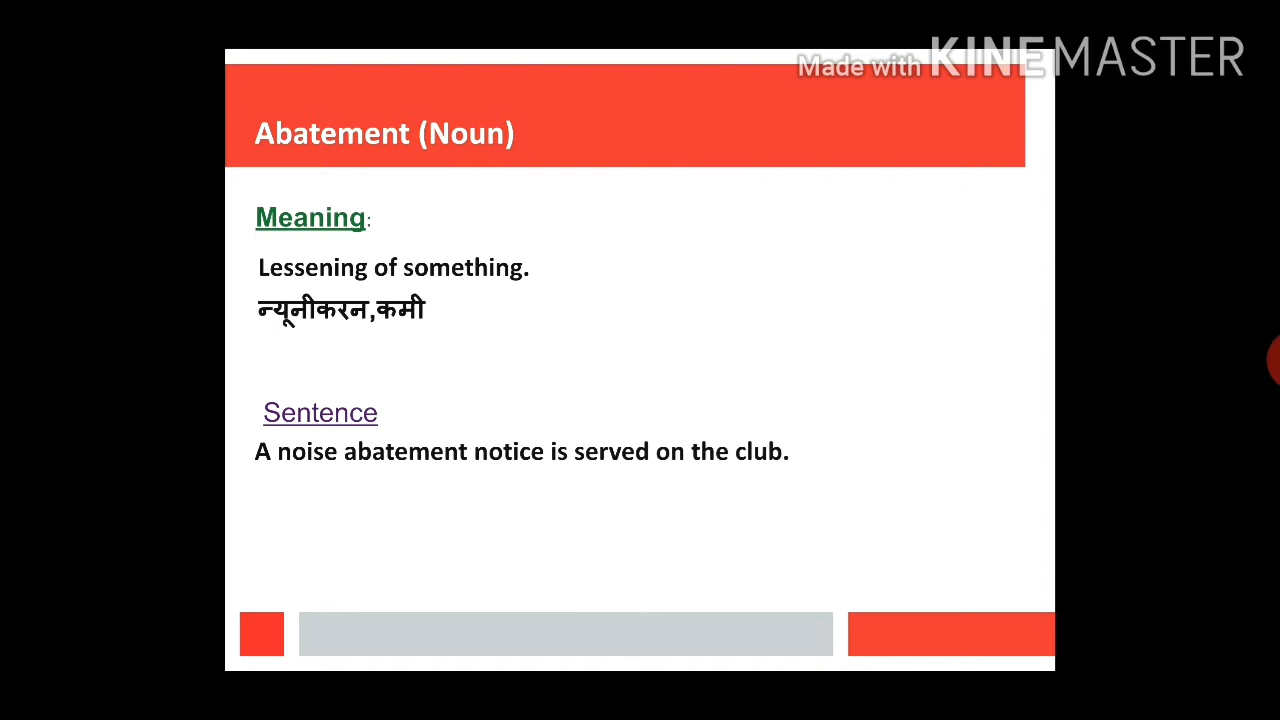 Made with KINEMASTER
Abatement (Noun)
Meaning:
Lessening of something.
न्यूनीकरन,कमी
Sentence
A noise abatement notice is served on the club.